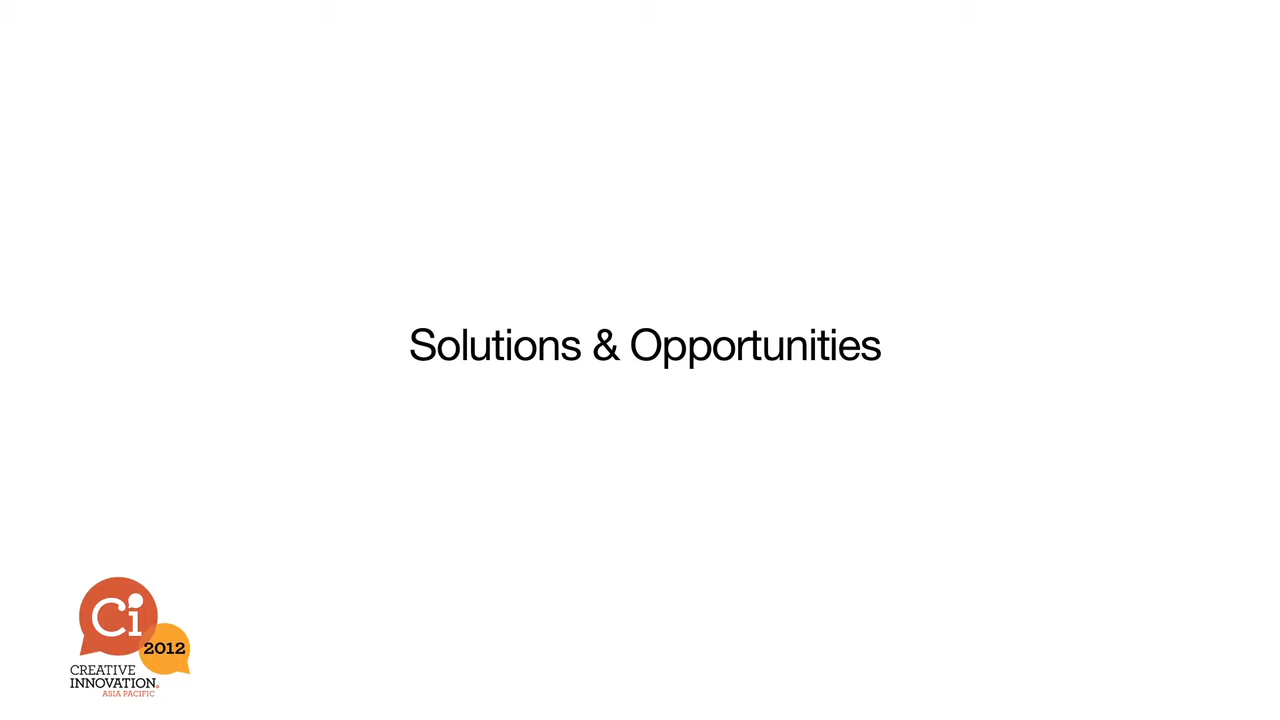 Solutions & Opportunities
Ci
2012
CREATIVE
INNOVATION
ASIA PACIFIC